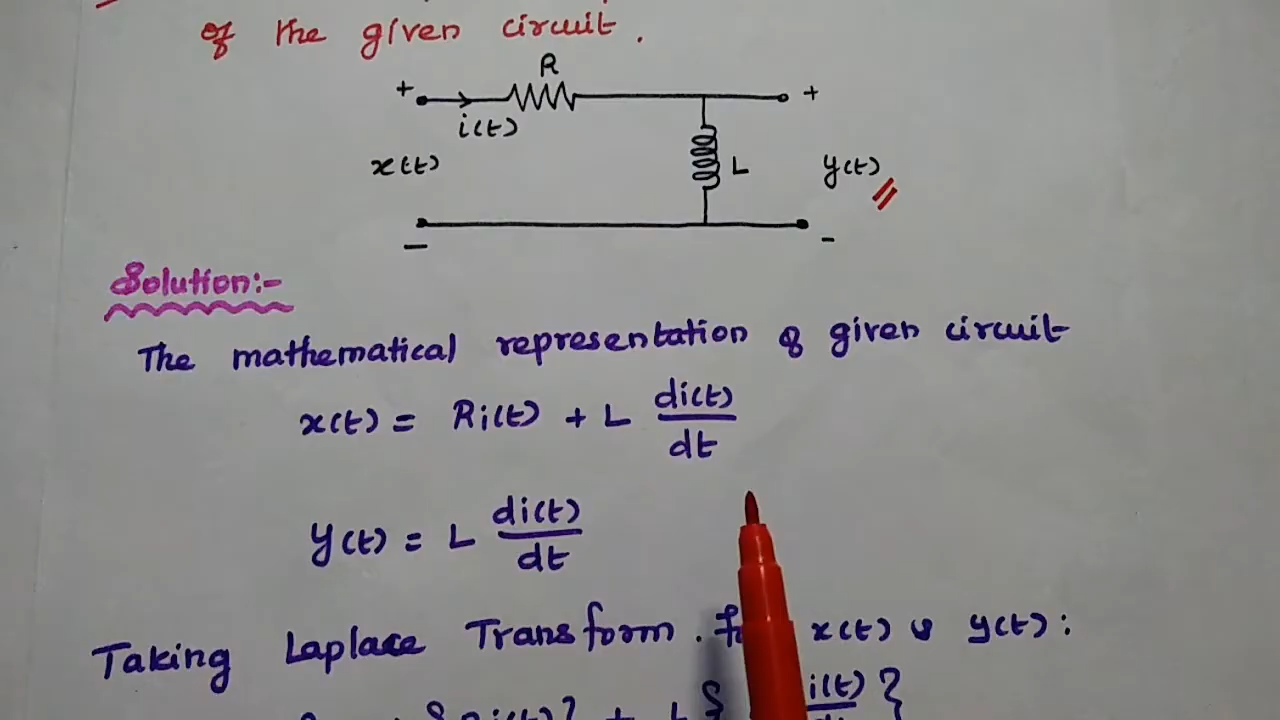 of the given circuit.
R
+ +
i(t)
x(t) L y(t)
- -
Solution:-
The mathematical representation of given circuit
x(t) = Ri(t) + L di(t)/dt
y(t) = L di(t)/dt
Taking Laplace Transform. x(t) & y(t):
i(t)}